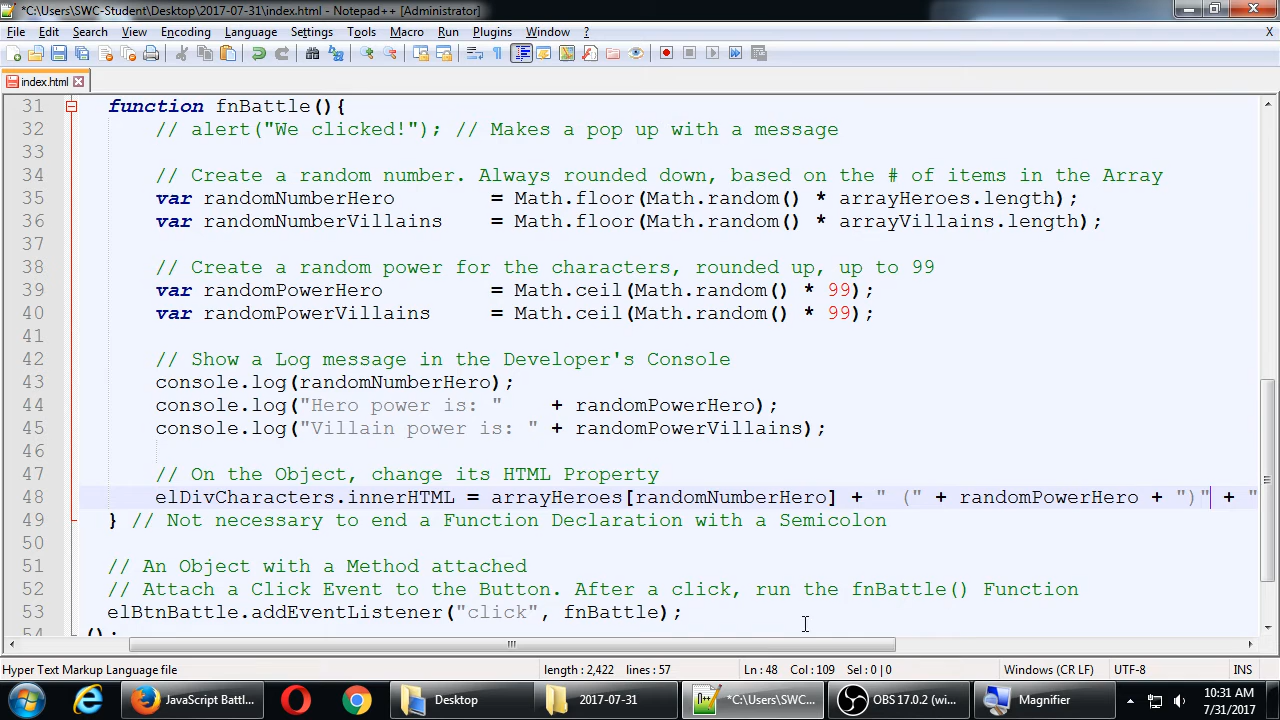 *C:\Users\SWC-Student\Desktop\2017-07-31\index.html - Notepad++ [Administrator]
File Edit Search View Encoding Language Settings Tools Macro Run Plugins Window ? X
index.html
31 function fnBattle(){
32 // alert("We clicked!"); // Makes a pop up with a message
33
34 // Create a random number. Always rounded down, based on the # of items in the Array
35 var randomNumberHero = Math.floor(Math.random() * arrayHeroes.length);
36 var randomNumberVillains = Math.floor(Math.random() * arrayVillains.length);
37
38 // Create a random power for the characters, rounded up, up to 99
39 var randomPowerHero = Math.ceil(Math.random() * 99);
40 var randomPowerVillains = Math.ceil(Math.random() * 99);
41
42 // Show a Log message in the Developer's Console
43 console.log(randomNumberHero);
44 console.log("Hero power is: " + randomPowerHero);
45 console.log("Villain power is: " + randomPowerVillains);
46
47 // On the Object, change its HTML Property
48 elDivCharacters.innerHTML = arrayHeroes[randomNumberHero] + " (" + randomPowerHero + ")" + "
49 } // Not necessary to end a Function Declaration with a Semicolon
50
51 // An Object with a Method attached
52 // Attach a Click Event to the Button. After a click, run the fnBattle() Function
53 elBtnBattle.addEventListener("click", fnBattle);
54 ();
Hyper Text Markup Language file length : 2,422 lines : 57 Ln : 48 Col : 109 Sel : 0 | 0 Windows (CR LF) UTF-8 INS
JavaScript Battl... Desktop 2017-07-31 *C:\Users\SWC... OBS 17.0.2 (wi... Magnifier 10:31 AM
7/31/2017